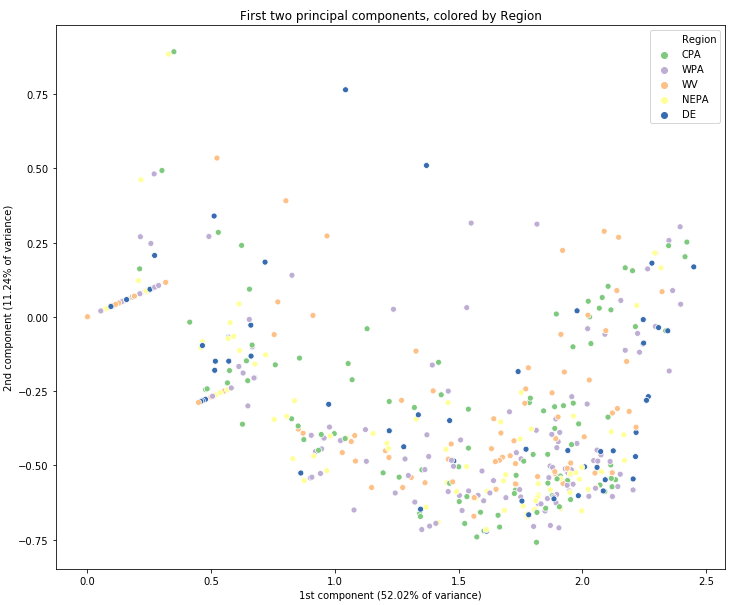 First two principal components, colored by Region
Region
CPA
WPA
WV
NEPA
DE
2nd component (11.24% of variance)
0.75
0.50
0.25
0.00
−0.25
−0.50
−0.75
0.0 0.5 1.0 1.5 2.0 2.5
1st component (52.02% of variance)